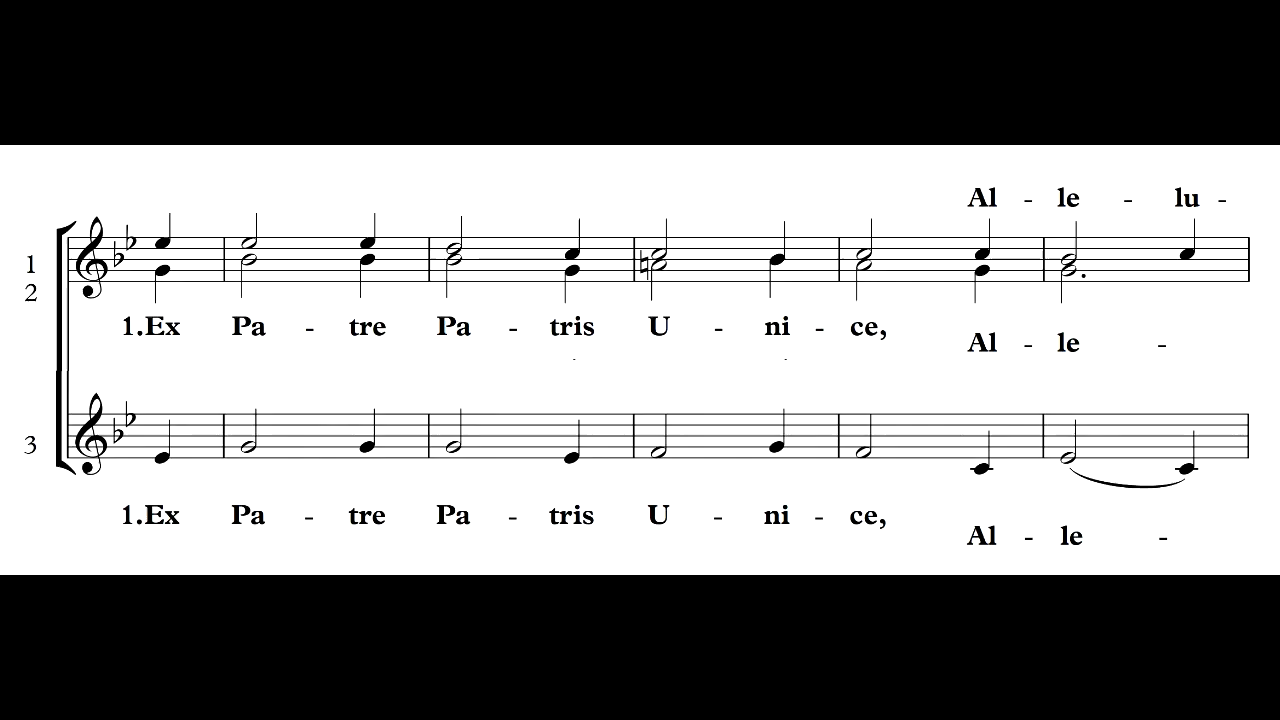 Al - le - lu -
1
2
1.Ex Pa - tre Pa - tris U - ni - ce,
Al - le -
3
1.Ex Pa - tre Pa - tris U - ni - ce,
Al - le -